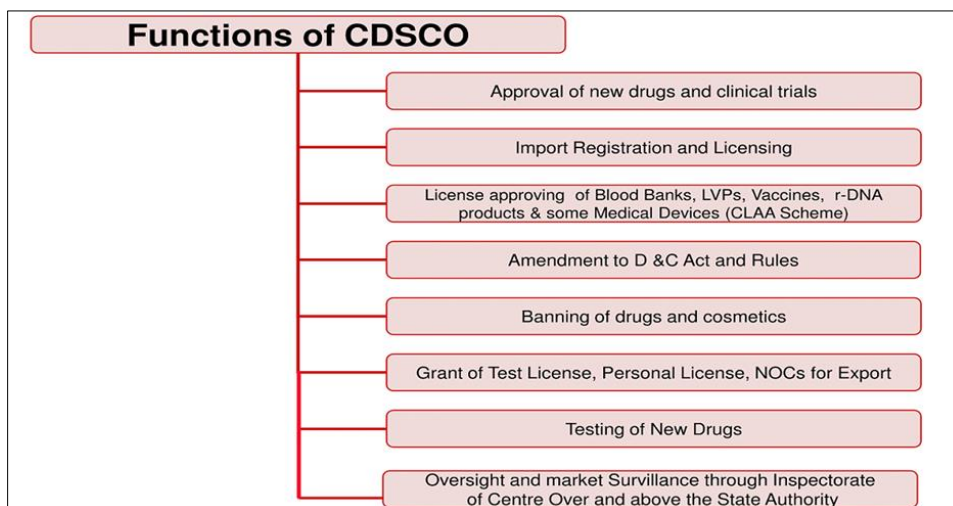 Functions of CDSCO
Approval of new drugs and clinical trials
Import Registration and Licensing
License approving of Blood Banks, LVPs, Vaccines, r-DNA
products & some Medical Devices (CLAA Scheme)
Amendment to D &C Act and Rules
Banning of drugs and cosmetics
Grant of Test License, Personal License, NOCs for Export
Testing of New Drugs
Oversight and market Survillance through Inspectorate
of Centre Over and above the State Authority